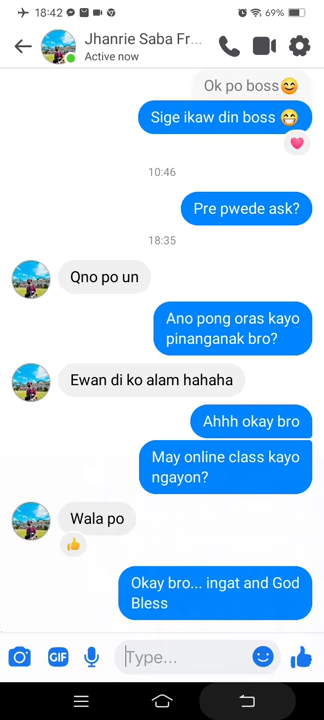 18:42
69%
Jhanrie Saba Fr...
Active now
Ok po boss😊
Sige ikaw din boss 😁
10:46
Pre pwede ask?
18:35
Qno po un
Ano pong oras kayo
pinanganak bro?
Ewan di ko alam hahaha
Ahhh okay bro
May online class kayo
ngayon?
Wala po
Okay bro... ingat and God
Bless
GIF
Type...